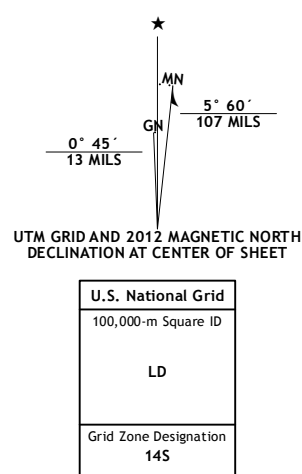 MN
GN
5° 60´
107 MILS
0° 45´
13 MILS
UTM GRID AND 2012 MAGNETIC NORTH
DECLINATION AT CENTER OF SHEET
U.S. National Grid
100,000-m Square ID
LD
Grid Zone Designation
14S